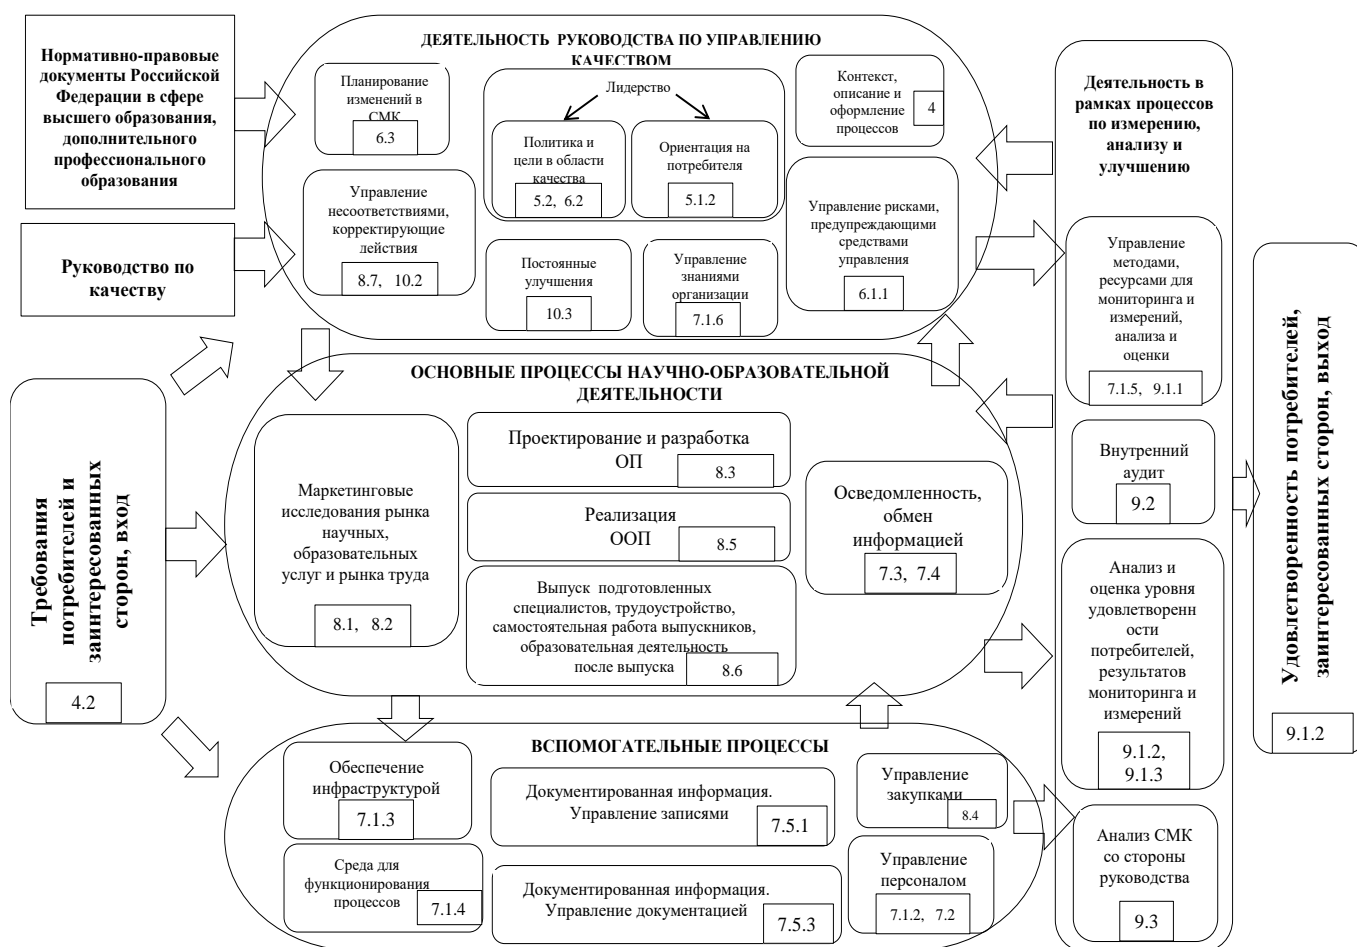 Нормативно-правовые
документы Российской
Федерации в сфере
высшего образования,
дополнительного
профессионального
образования
Руководство по
качеству
Требования
потребителей и
заинтересованных
сторон, вход
4.2
ДЕЯТЕЛЬНОСТЬ РУКОВОДСТВА ПО УПРАВЛЕНИЮ
КАЧЕСТВОМ
Планирование
изменений в
СМК
6.3
Лидерство
Политика и
цели в области
качества
5.2, 6.2
Ориентация на
потребителя
5.1.2
Контекст,
описание и
оформление
процессов
4
Управление
несоответствиями,
корректирующие
действия
8.7, 10.2
Постоянные
улучшения
10.3
Управление
знаниями
организации
7.1.6
Управление рисками,
предупреждающими
средствами
управления
6.1.1
ОСНОВНЫЕ ПРОЦЕССЫ НАУЧНО-ОБРАЗОВАТЕЛЬНОЙ
ДЕЯТЕЛЬНОСТИ
Маркетинговые
исследования рынка
научных,
образовательных
услуг и рынка труда
8.1, 8.2
Проектирование и разработка
ОП
8.3
Реализация
ООП
8.5
Выпуск подготовленных
специалистов, трудоустройство,
самостоятельная работа выпускников,
образовательная деятельность
после выпуска
8.6
Осведомленность,
обмен
информацией
7.3, 7.4
ВСПОМОГАТЕЛЬНЫЕ ПРОЦЕССЫ
Обеспечение
инфраструктурой
7.1.3
Среда для
функционирования
процессов
7.1.4
Документированная информация.
Управление записями
7.5.1
Документированная информация.
Управление документацией
7.5.3
Управление
закупками
8.4
Управление
персоналом
7.1.2, 7.2
Деятельность в
рамках процессов
по измерению,
анализу и
улучшению
Управление
методами,
ресурсами для
мониторинга и
измерений,
анализа и
оценки
7.1.5, 9.1.1
Внутренний
аудит
9.2
Анализ и
оценка уровня
удовлетворенн
ости
потребителей,
результатов
мониторинга и
измерений
9.1.2,
9.1.3
Анализ СМК
со стороны
руководства
9.3
Удовлетворенность потребителей,
заинтересованных сторон, выход
9.1.2